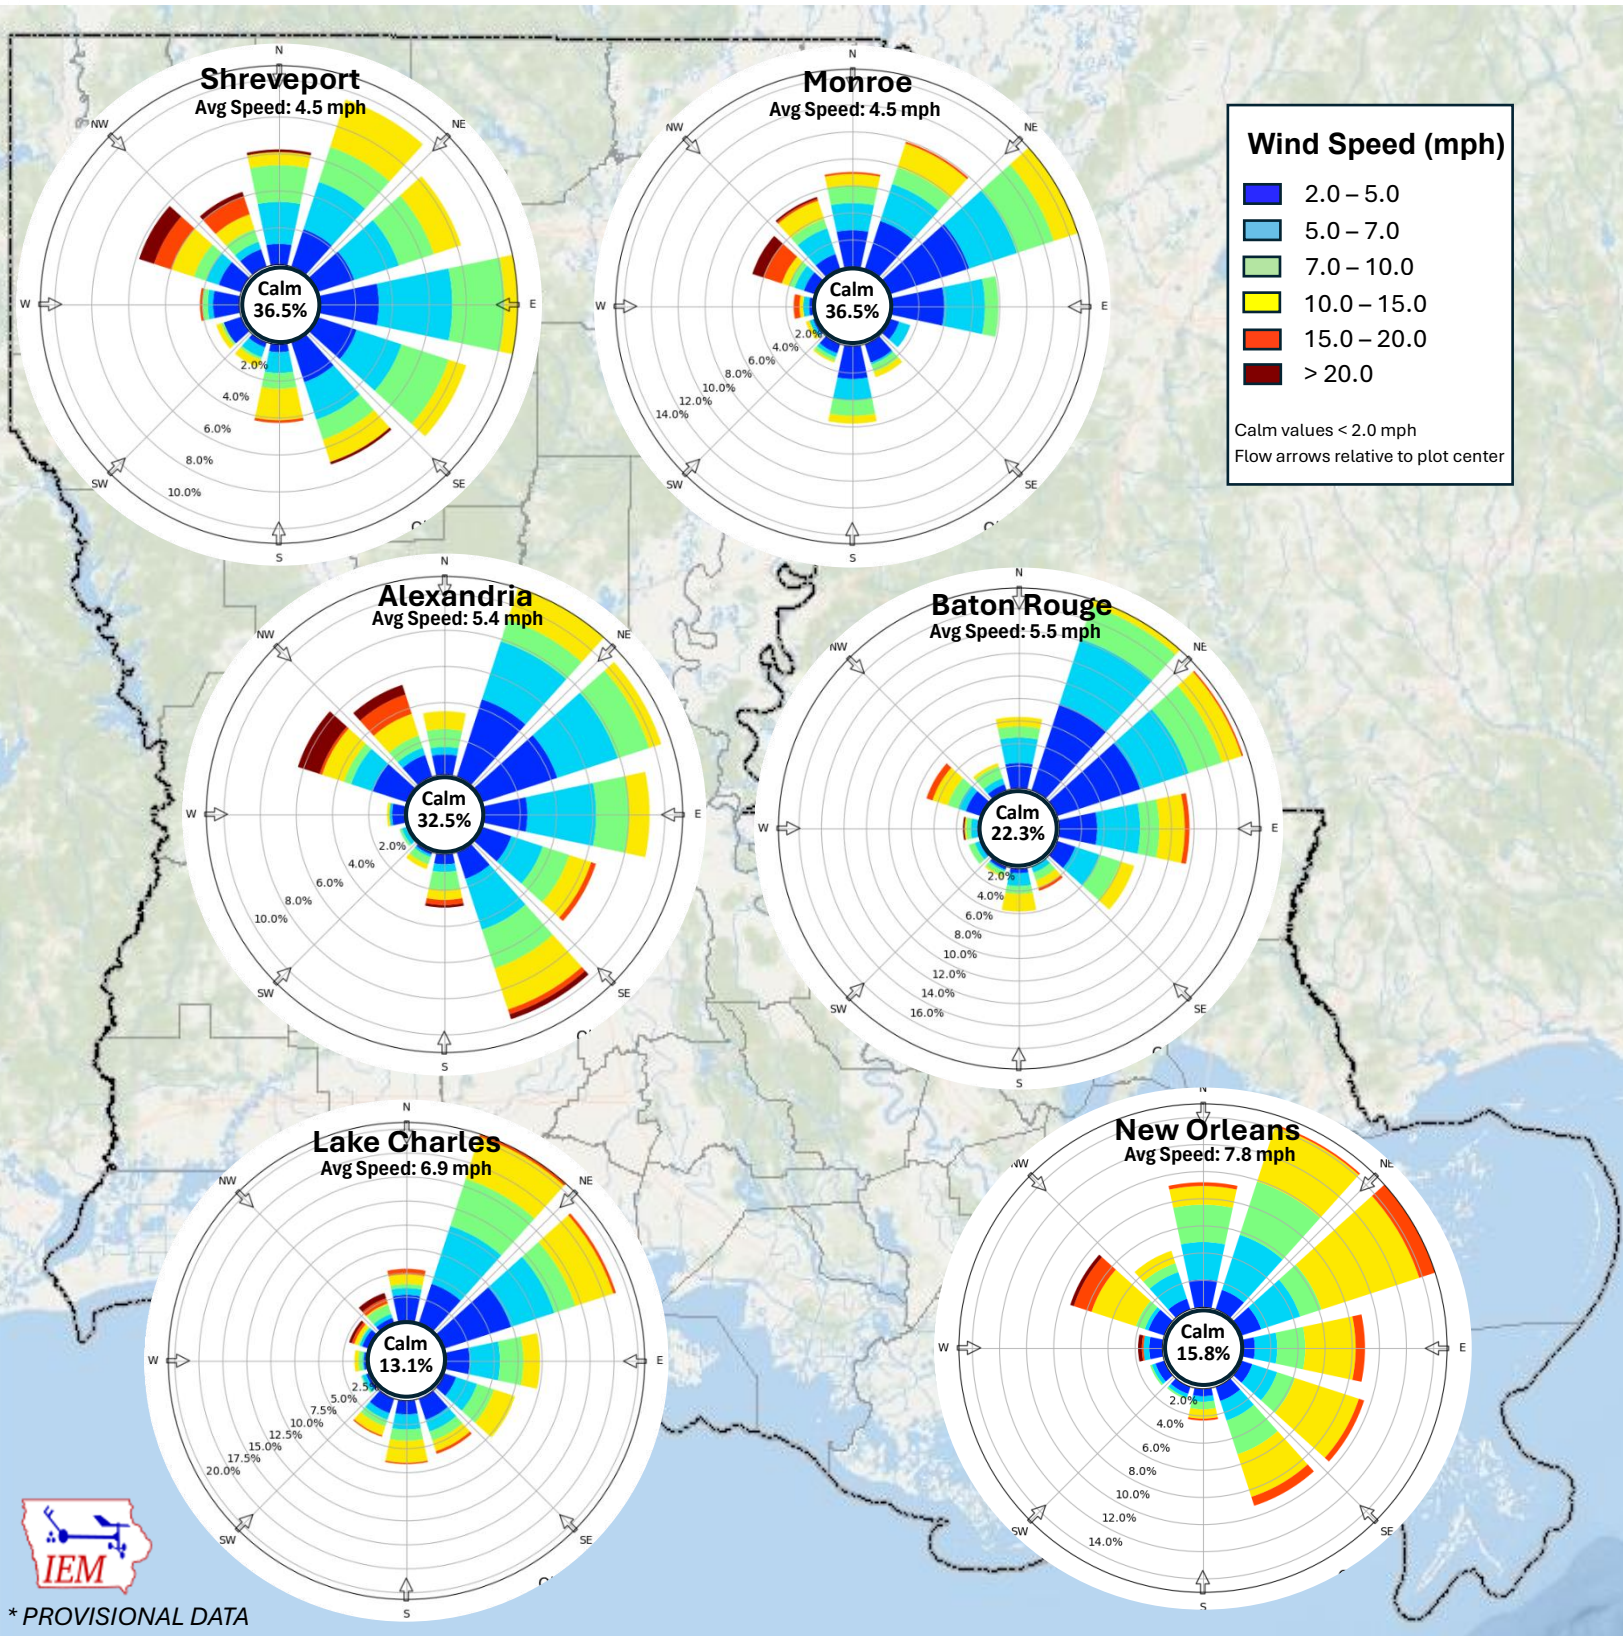 N
Shreveport
Avg Speed: 4.5 mph
NW
NE
W
Calm
36.5%
E
2.0%
4.0%
6.0%
8.0%
10.0%
SW
SE
S
N
Monroe
Avg Speed: 4.5 mph
NW
NE
Calm
36.5%
E
2.0%
4.0%
6.0%
8.0%
10.0%
12.0%
14.0%
SW
SE
S
Wind Speed (mph)
2.0 – 5.0
5.0 – 7.0
7.0 – 10.0
10.0 – 15.0
15.0 – 20.0
> 20.0
Calm values < 2.0 mph
Flow arrows relative to plot center
W
N
Alexandria
Avg Speed: 5.4 mph
NW
NE
W
Calm
32.5%
E
2.0%
4.0%
6.0%
8.0%
10.0%
SW
SE
S
N
Baton Rouge
Avg Speed: 5.5 mph
NW
NE
W
Calm
22.3%
E
2.0%
4.0%
6.0%
8.0%
10.0%
12.0%
14.0%
16.0%
SW
SE
S
N
Lake Charles
Avg Speed: 6.9 mph
NW
NE
W
Calm
13.1%
E
2.5%
5.0%
7.5%
10.0%
12.5%
15.0%
17.5%
20.0%
SW
SE
S
N
New Orleans
Avg Speed: 7.8 mph
NW
NE
W
Calm
15.8%
E
2.0%
4.0%
6.0%
8.0%
10.0%
12.0%
14.0%
SW
SE
S
IEM
* PROVISIONAL DATA